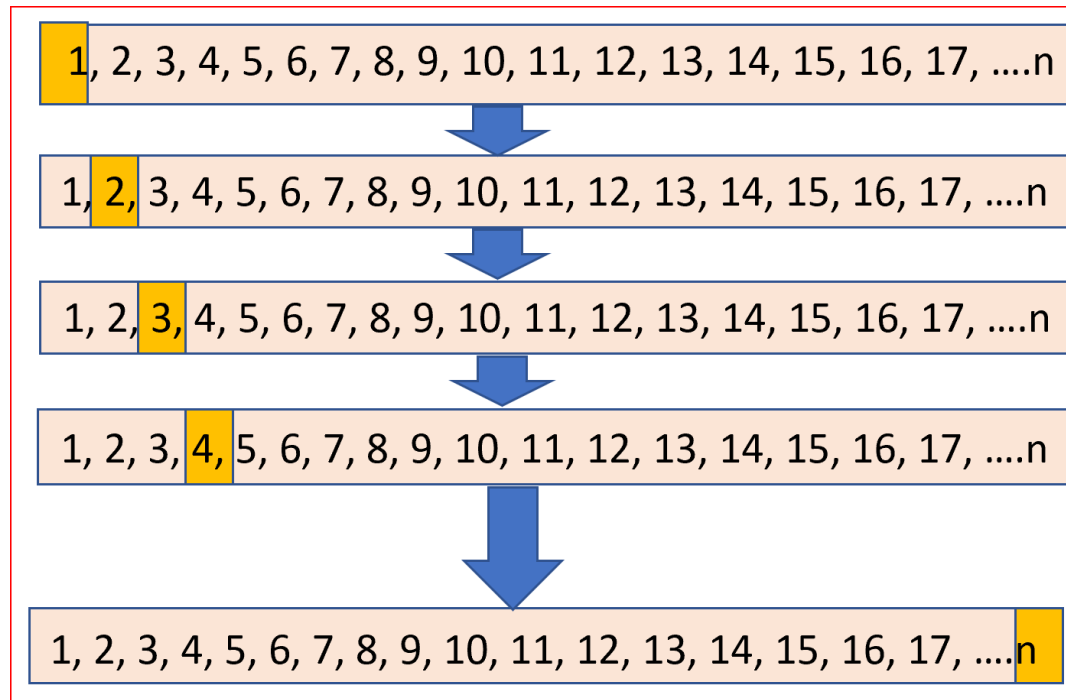 1, 2, 3, 4, 5, 6, 7, 8, 9, 10, 11, 12, 13, 14, 15, 16, 17, ....n
1, 2, 3, 4, 5, 6, 7, 8, 9, 10, 11, 12, 13, 14, 15, 16, 17, ....n
1, 2, 3, 4, 5, 6, 7, 8, 9, 10, 11, 12, 13, 14, 15, 16, 17, ....n
1, 2, 3, 4, 5, 6, 7, 8, 9, 10, 11, 12, 13, 14, 15, 16, 17, ....n
1, 2, 3, 4, 5, 6, 7, 8, 9, 10, 11, 12, 13, 14, 15, 16, 17, ....n